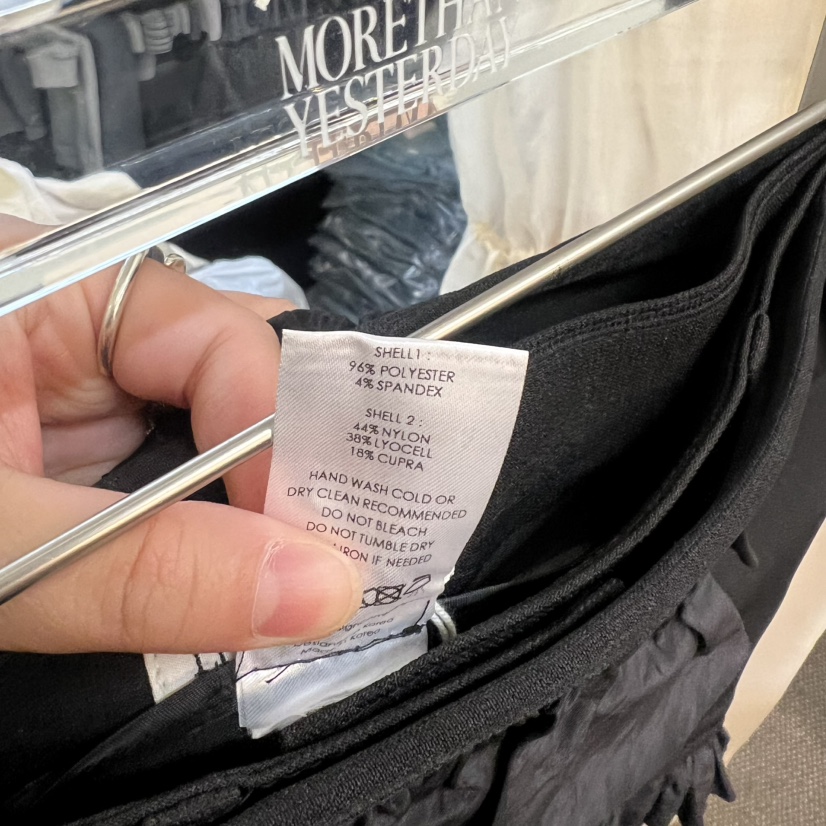 MORETHAN
YESTERDAY
SHELL1 :
96% POLYESTER
4% SPANDEX
SHELL 2 :
44% NYLON
38% LYOCELL
18% CUPRA
HAND WASH COLD OR
DRY CLEAN RECOMMENDED
DO NOT BLEACH
DO NOT TUMBLE DRY
IRON IF NEEDED
Korea